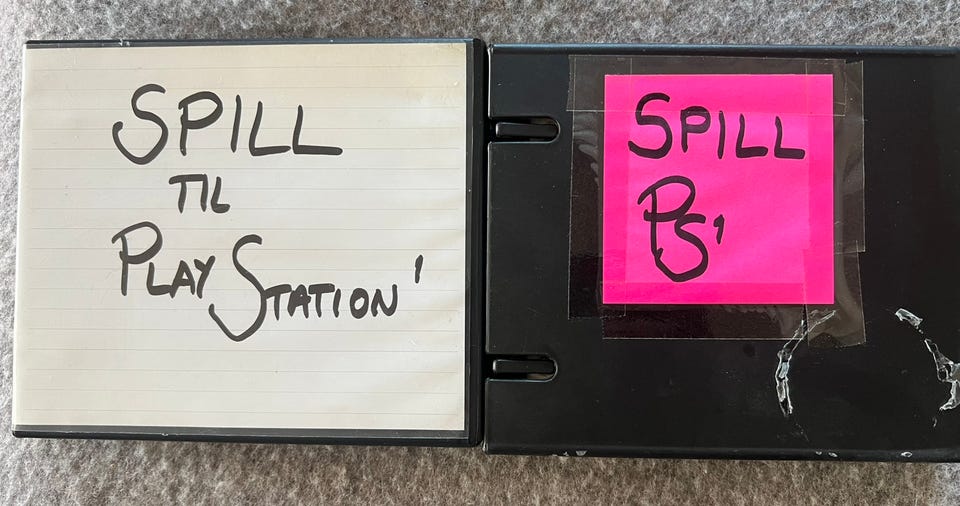 SPILL
TIL
PLAYSTATION'
SPILL
PS'